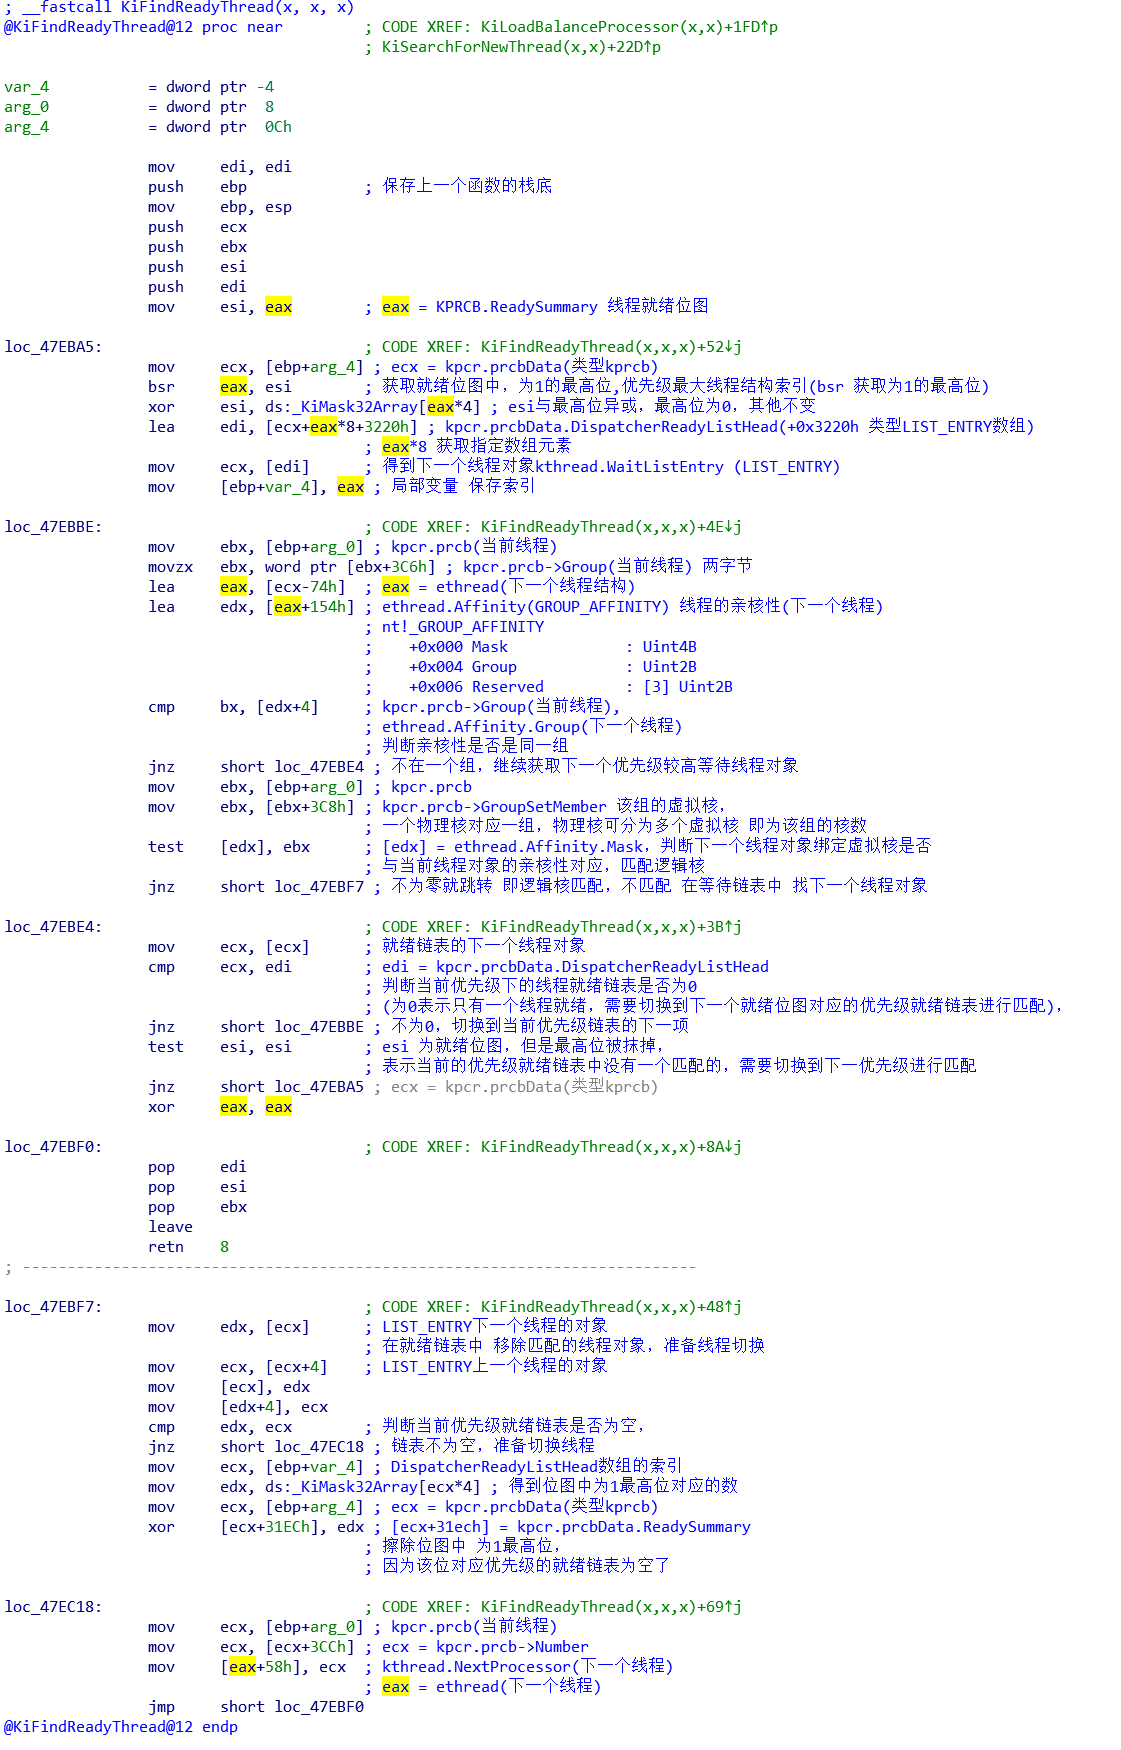 ; __fastcall KiFindReadyThread(x, x, x)
@KiFindReadyThread@12 proc near         ; CODE XREF: KiLoadBalanceProcessor(x,x)+1FD↑p
                                        ; KiSearchForNewThread(x,x)+22D↑p
var_4           = dword ptr -4
arg_0           = dword ptr  8
arg_4           = dword ptr  0Ch
                mov     edi, edi
                push    ebp             ; 保存上一个函数的栈底
                mov     ebp, esp
                push    ecx
                push    ebx
                push    esi
                push    edi
                mov     esi, eax        ; eax = KPRCB.ReadySummary 线程就绪位图
loc_47EBA5:                             ; CODE XREF: KiFindReadyThread(x,x,x)+52↓j
                mov     ecx, [ebp+arg_4] ; ecx = kpcr.prcbData(类型kprcb)
                bsr     eax, esi        ; 获取就绪位图中，为1的最高位,优先级最大线程结构索引(bsr 获取为1的最高位)
                xor     esi, ds:_KiMask32Array[eax*4] ; esi与最高位异或，最高位为0，其他不变
                lea     edi, [ecx+eax*8+3220h] ; kpcr.prcbData.DispatcherReadyListHead(+0x3220h 类型LIST_ENTRY数组)
                                        ; eax*8 获取指定数组元素
                mov     ecx, [edi]      ; 得到下一个线程对象kthread.WaitListEntry (LIST_ENTRY)
                mov     [ebp+var_4], eax ; 局部变量 保存索引
loc_47EBBE:                             ; CODE XREF: KiFindReadyThread(x,x,x)+4E↓j
                mov     ebx, [ebp+arg_0] ; kpcr.prcb(当前线程)
                movzx   ebx, word ptr [ebx+3C6h] ; kpcr.prcb->Group(当前线程) 两字节
                lea     eax, [ecx-74h]  ; eax = ethread(下一个线程结构)
                lea     edx, [eax+154h] ; ethread.Affinity(GROUP_AFFINITY) 线程的亲核性(下一个线程)
                                        ; nt!_GROUP_AFFINITY
                                        ;    +0x000 Mask             : Uint4B
                                        ;    +0x004 Group            : Uint2B
                                        ;    +0x006 Reserved         : [3] Uint2B
                cmp     bx, [edx+4]     ; kpcr.prcb->Group(当前线程),
                                        ; ethread.Affinity.Group(下一个线程)
                                        ; 判断亲核性是否是同一组
                jnz     short loc_47EBE4 ; 不在一个组，继续获取下一个优先级较高等待线程对象
                mov     ebx, [ebp+arg_0] ; kpcr.prcb
                mov     ebx, [ebx+3C8h] ; kpcr.prcb->GroupSetMember 该组的虚拟核，
                                        ; 一个物理核对应一组，物理核可分为多个虚拟核 即为该组的核数
                test    [edx], ebx      ; [edx] = ethread.Affinity.Mask，判断下一个线程对象绑定虚拟核是否
                                        ; 与当前线程对象的亲核性对应，匹配逻辑核
                jnz     short loc_47EBF7 ; 不为零就跳转 即逻辑核匹配，不匹配 在等待链表中 找下一个线程对象
loc_47EBE4:                             ; CODE XREF: KiFindReadyThread(x,x,x)+3B↑j
                mov     ecx, [ecx]      ; 就绪链表的下一个线程对象
                cmp     ecx, edi        ; edi = kpcr.prcbData.DispatcherReadyListHead
                                        ; 判断当前优先级下的线程就绪链表是否为0
                                        ; (为0表示只有一个线程就绪，需要切换到下一个就绪位图对应的优先级就绪链表进行匹配)，
                jnz     short loc_47EBBE ; 不为0，切换到当前优先级链表的下一项
                test    esi, esi        ; esi 为就绪位图，但是最高位被抹掉，
                                        ; 表示当前的优先级就绪链表中没有一个匹配的，需要切换到下一优先级进行匹配
                jnz     short loc_47EBA5 ; ecx = kpcr.prcbData(类型kprcb)
                xor     eax, eax
loc_47EBF0:                             ; CODE XREF: KiFindReadyThread(x,x,x)+8A↓j
                pop     edi
                pop     esi
                pop     ebx
                leave
                retn    8
; ---------------------------------------------------------------------------
loc_47EBF7:                             ; CODE XREF: KiFindReadyThread(x,x,x)+48↑j
                mov     edx, [ecx]      ; LIST_ENTRY下一个线程的对象
                                        ; 在就绪链表中 移除匹配的线程对象，准备线程切换
                mov     ecx, [ecx+4]    ; LIST_ENTRY上一个线程的对象
                mov     [ecx], edx
                mov     [edx+4], ecx
                cmp     edx, ecx        ; 判断当前优先级就绪链表是否为空，
                jnz     short loc_47EC18 ; 链表不为空，准备切换线程
                mov     ecx, [ebp+var_4] ; DispatcherReadyListHead数组的索引
                mov     edx, ds:_KiMask32Array[ecx*4] ; 得到位图中为1最高位对应的数
                mov     ecx, [ebp+arg_4] ; ecx = kpcr.prcbData(类型kprcb)
                xor     [ecx+31ECh], edx ; [ecx+31ech] = kpcr.prcbData.ReadySummary
                                        ; 擦除位图中 为1最高位，
                                        ; 因为该位对应优先级的就绪链表为空了
loc_47EC18:                             ; CODE XREF: KiFindReadyThread(x,x,x)+69↑j
                mov     ecx, [ebp+arg_0] ; kpcr.prcb(当前线程)
                mov     ecx, [ecx+3CCh] ; ecx = kpcr.prcb->Number
                mov     [eax+58h], ecx  ; kthread.NextProcessor(下一个线程)
                                        ; eax = ethread(下一个线程)
                jmp     short loc_47EBF0
@KiFindReadyThread@12 endp